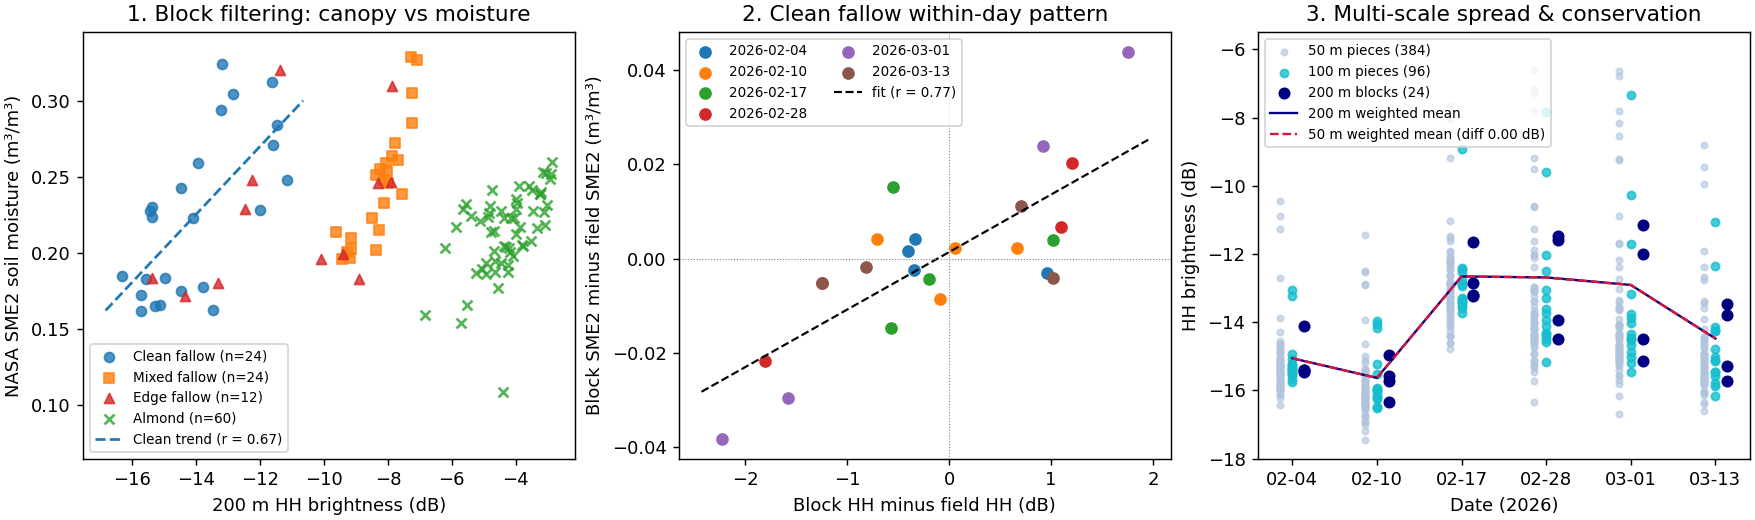 1. Block filtering: canopy vs moisture
NASA SME2 soil moisture (m³/m³)
0.30
0.25
0.20
0.15
0.10
Clean fallow (n=24)
Mixed fallow (n=24)
Edge fallow (n=12)
Almond (n=60)
Clean trend (r = 0.67)
−16
−14
−12
−10
−8
−6
−4
200 m HH brightness (dB)
2. Clean fallow within-day pattern
Block SME2 minus field SME2 (m³/m³)
0.04
0.02
0.00
−0.02
−0.04
2026-02-04
2026-02-10
2026-02-17
2026-02-28
2026-03-01
2026-03-13
fit (r = 0.77)
−2
−1
0
1
2
Block HH minus field HH (dB)
3. Multi-scale spread & conservation
HH brightness (dB)
−6
−8
−10
−12
−14
−16
−18
50 m pieces (384)
100 m pieces (96)
200 m blocks (24)
200 m weighted mean
50 m weighted mean (diff 0.00 dB)
02-04
02-10
02-17
02-28
03-01
03-13
Date (2026)